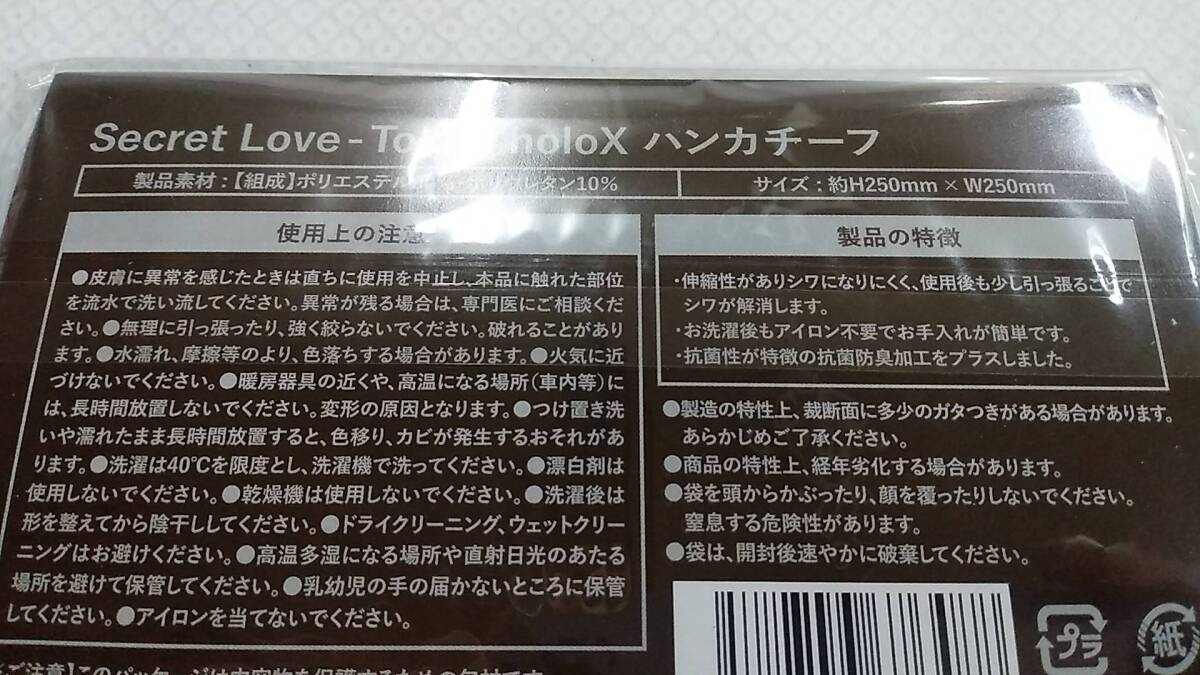 Secret Love - To holoX ハンカチーフ
製品素材:【組成】ポリエステル レタン10%
サイズ:約H250mm × W250mm
使用上の注意
●皮膚に異常を感じたときは直ちに使用を中止し、本品に触れた部位
を流水で洗い流してください。異常が残る場合は、専門医にご相談くだ
さい。●無理に引っ張ったり、強く絞らないでください。破れることがあり
ます。●水濡れ、摩擦等のより、色落ちする場合があります。●火気に近
づけないでください。●暖房器具の近くや、高温になる場所(車内等)に
は、長時間放置しないでください。変形の原因となります。●つけ置き洗
いや濡れたまま長時間放置すると、色移り、カビが発生するおそれがあ
ります。●洗濯は40℃を限度とし、洗濯機で洗ってください。●漂白剤は
使用しないでください。●乾燥機は使用しないでください。●洗濯後は
形を整えてから陰干ししてください。●ドライクリーニング、ウェットクリー
ニングはお避けください。●高温多湿になる場所や直射日光のあたる
場所を避けて保管してください。●乳幼児の手の届かないところに保管
してください。●アイロンを当てないでください。
ご注意】このパッケージは内容物を保護するための包材です。
製品の特徴
・伸縮性がありシワになりにくく、使用後も少し引っ張ることで
シワが解消します。
・お洗濯後もアイロン不要でお手入れが簡単です。
・抗菌性が特徴の抗菌防臭加工をプラスしました。
●製造の特性上、裁断面に多少のガタつきがある場合があります。
あらかじめご了承ください。
●商品の特性上、経年劣化する場合があります。
●袋を頭からかぶったり、顔を覆ったりしないでください。
窒息する危険性があります。
●袋は、開封後速やかに破棄してください。
プラ
紙